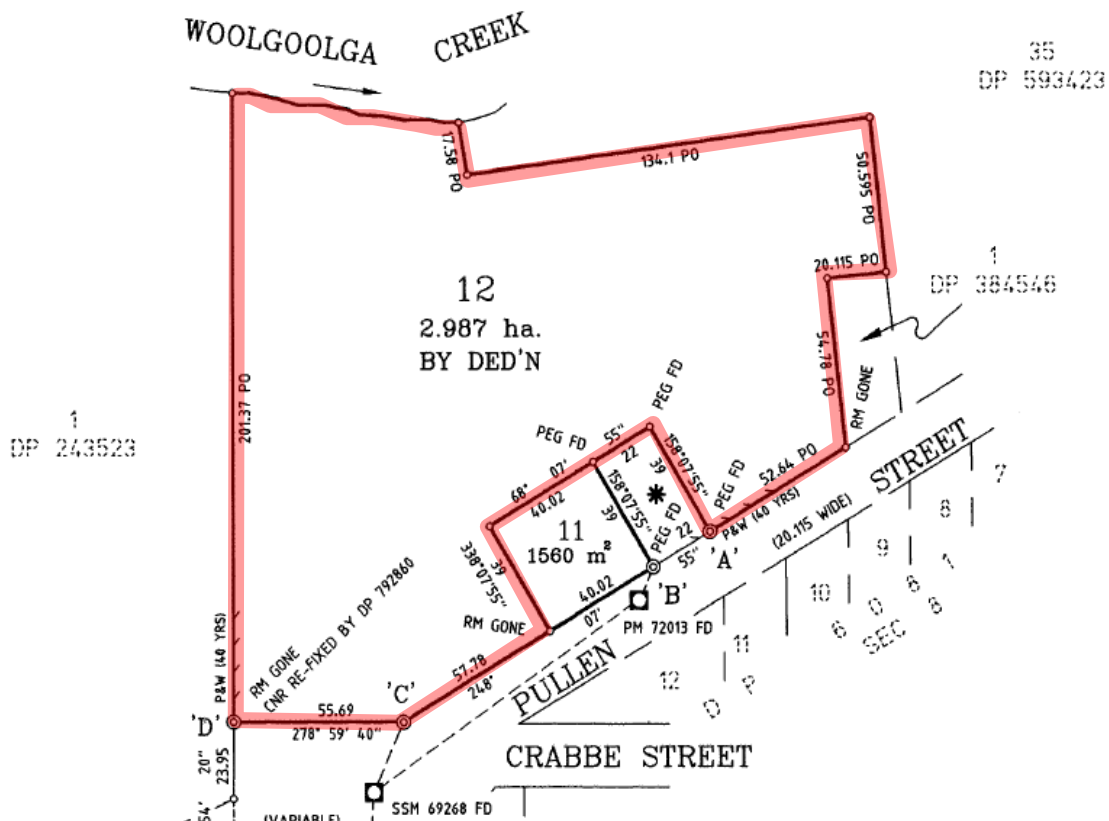 WOOLGOOLGA CREEK
35
DP 593423
17.58 PO
134.1 PO
50.595 PO
20.115 PO
1
DP 384546
12
2.987 ha.
BY DED'N
201.37 PO
54.78 PO
RM GONE
1
DP 243523
PEG FD
PEG FD
55"
22
68° 07'
40.02
158°07'55"
39
158°07'55"
39
PEG FD
52.64 PO
P&W (40 YRS)
STREET
7
11
1560 m²
338°07'55"
39
PEG FD
22
55"
'A'
(20.115 WIDE)
8
9
10
11
12
DP
6081
SEC 8
40.02
07'
'B'
PM 72013 FD
RM GONE
PULLEN
P&W (40 YRS)
RM GONE
CNR RE-FIXED BY DP 792860
57.78
248°
'C'
'D'
55.69
278° 59' 40"
CRABBE STREET
20"
23.95
54'
SSM 69268 FD
(VARIABLE)